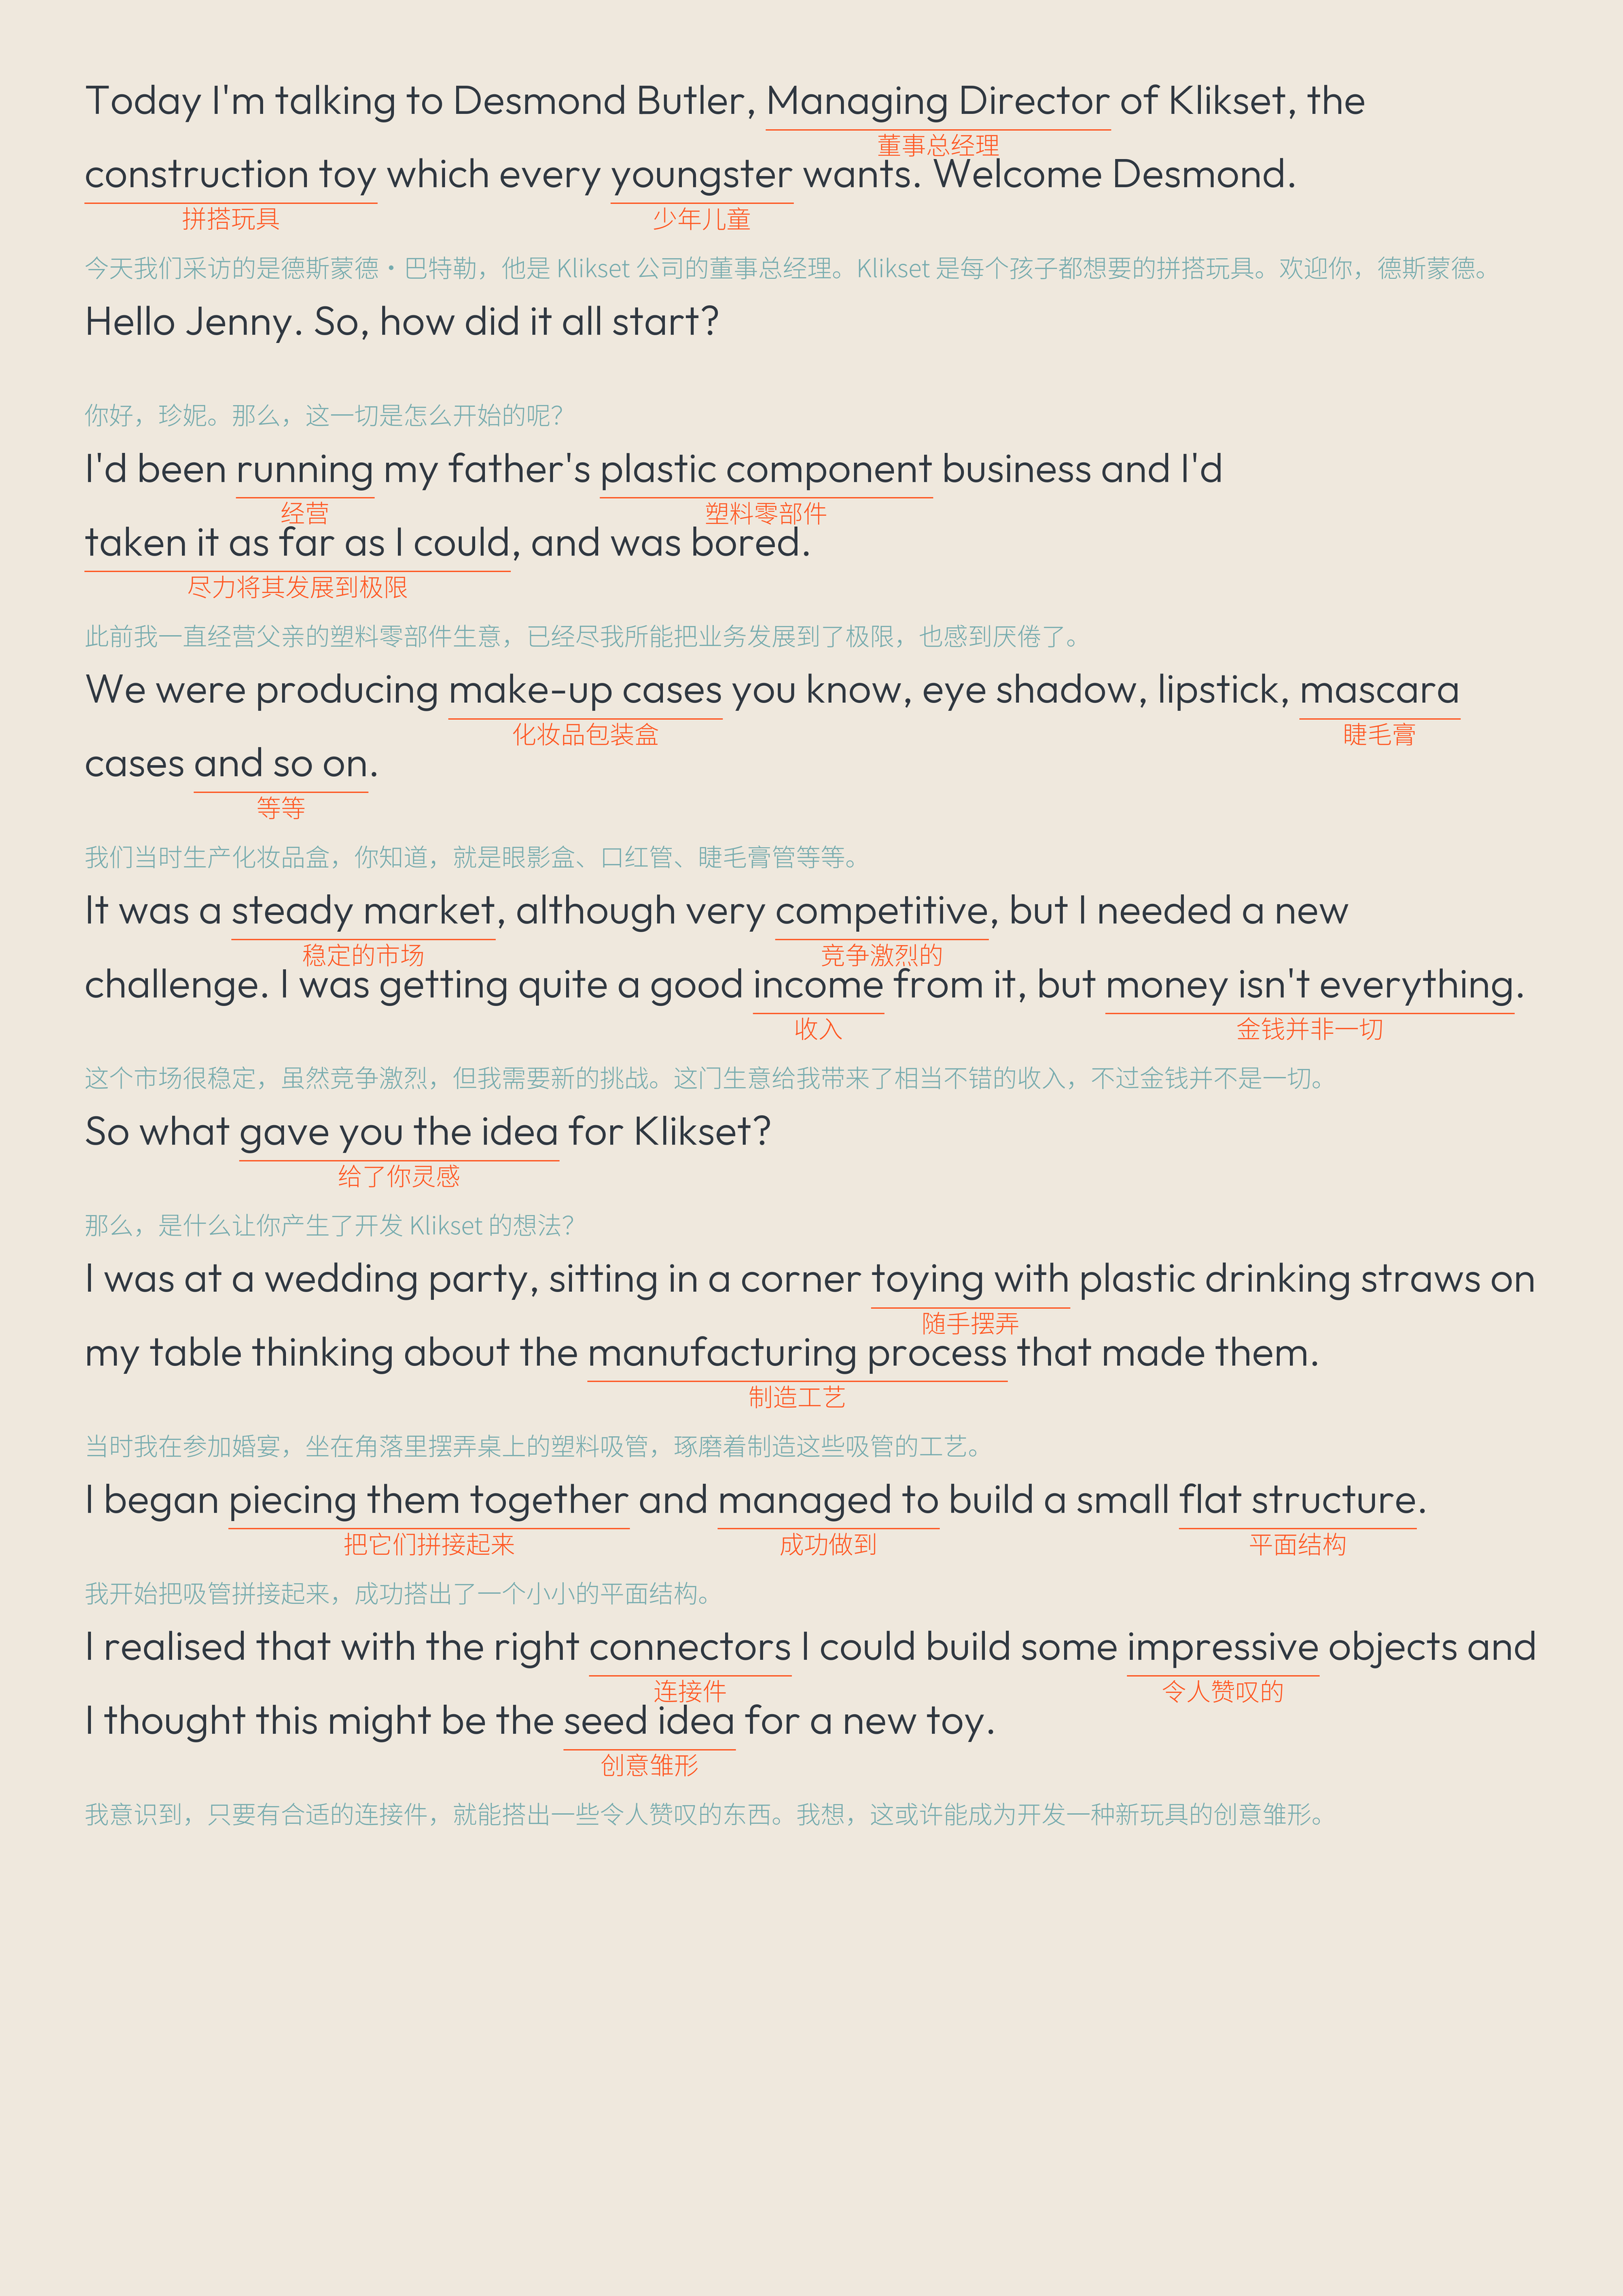 Today I'm talking to Desmond Butler, Managing Director of Klikset, the
董事总经理
construction toy which every youngster wants. Welcome Desmond.
拼搭玩具 少年儿童
今天我们采访的是德斯蒙德·巴特勒，他是 Klikset 公司的董事总经理。Klikset 是每个孩子都想要的拼搭玩具。欢迎你，德斯蒙德。
Hello Jenny. So, how did it all start?
你好，珍妮。那么，这一切是怎么开始的呢？
I'd been running my father's plastic component business and I'd
经营 塑料零部件
taken it as far as I could, and was bored.
尽力将其发展到极限
此前我一直经营父亲的塑料零部件生意，已经尽我所能把业务发展到了极限，也感到厌倦了。
We were producing make-up cases you know, eye shadow, lipstick, mascara
化妆品包装盒 睫毛膏
cases and so on.
等等
我们当时生产化妆品盒，你知道，就是眼影盒、口红管、睫毛膏管等等。
It was a steady market, although very competitive, but I needed a new
稳定的市场 竞争激烈的
challenge. I was getting quite a good income from it, but money isn't everything.
收入 金钱并非一切
这个市场很稳定，虽然竞争激烈，但我需要新的挑战。这门生意给我带来了相当不错的收入，不过金钱并不是一切。
So what gave you the idea for Klikset?
给了你灵感
那么，是什么让你产生了开发 Klikset 的想法？
I was at a wedding party, sitting in a corner toying with plastic drinking straws on
随手摆弄
my table thinking about the manufacturing process that made them.
制造工艺
当时我在参加婚宴，坐在角落里摆弄桌上的塑料吸管，琢磨着制造这些吸管的工艺。
I began piecing them together and managed to build a small flat structure.
把它们拼接起来 成功做到 平面结构
我开始把吸管拼接起来，成功搭出了一个小小的平面结构。
I realised that with the right connectors I could build some impressive objects and
连接件 令人赞叹的
I thought this might be the seed idea for a new toy.
创意雏形
我意识到，只要有合适的连接件，就能搭出一些令人赞叹的东西。我想，这或许能成为开发一种新玩具的创意雏形。